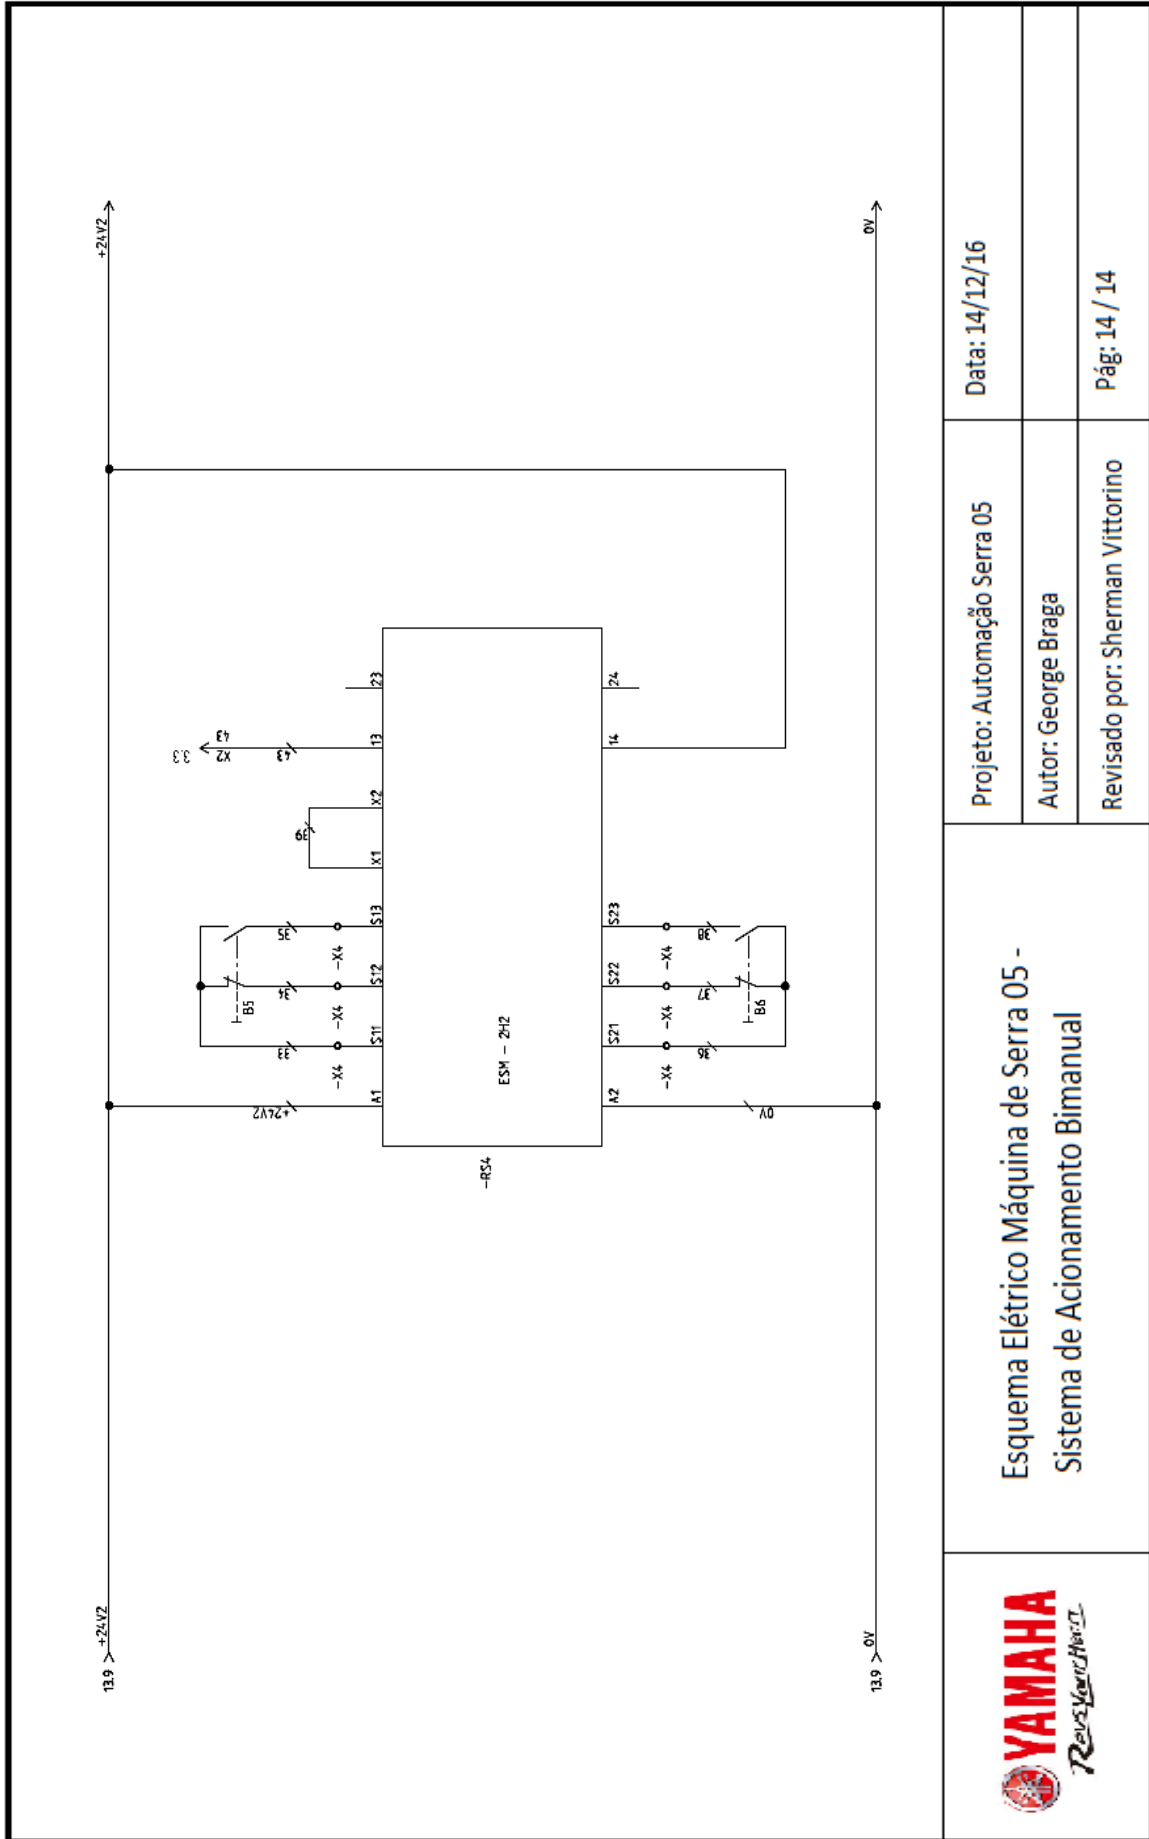 13.9
+24V2
+24V2
3.3
X2
43
43
39
B5
33
34
35
-X4
-X4
-X4
+24V2
A1
S11
S12
S13
X1
X2
13
23
-RS4
ESM - 2H2
A2
S21
S22
S23
14
24
-X4
-X4
-X4
0V
36
37
38
B6
13.9
0V
0V
YAMAHA
Revs Your Heart
Esquema Elétrico Máquina de Serra 05 -
Sistema de Acionamento Bimanual
Projeto: Automação Serra 05
Data: 14/12/16
Autor: George Braga
Revisado por: Sherman Vittorino
Pág: 14 / 14